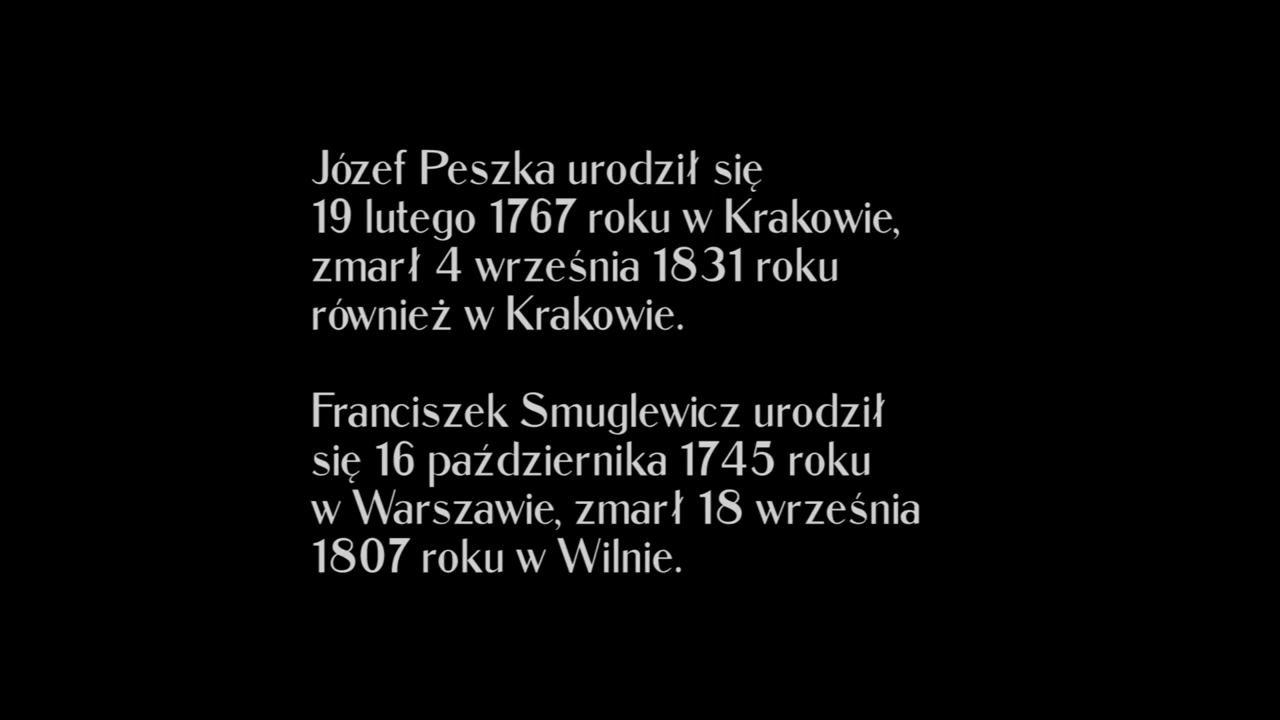 Józef Peszka urodził się
19 lutego 1767 roku w Krakowie,
zmarł 4 września 1831 roku
również w Krakowie.
Franciszek Smuglewicz urodził
się 16 października 1745 roku
w Warszawie, zmarł 18 września
1807 roku w Wilnie.